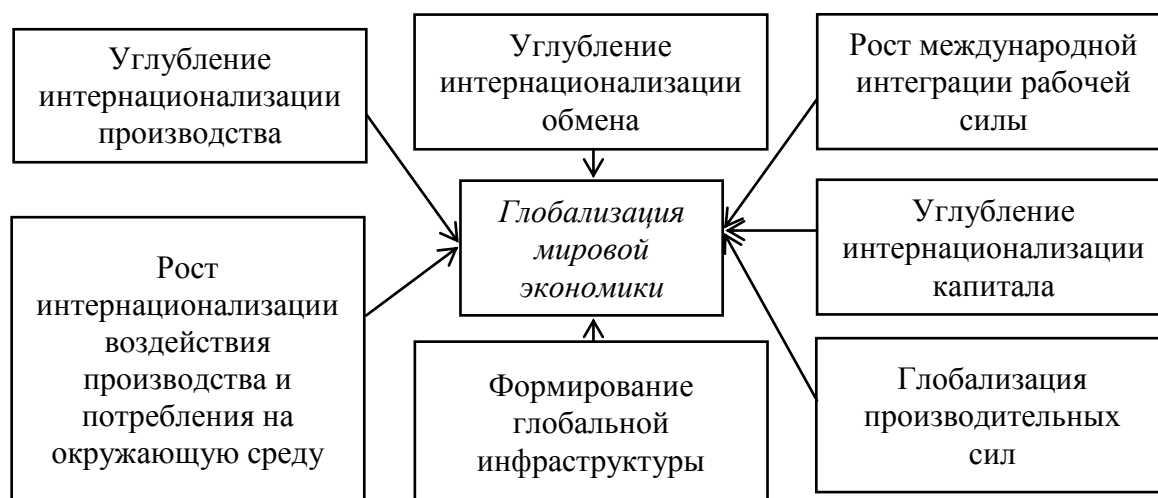 Углубление
интернационализации
производства
Углубление
интернационализации
обмена
Рост международной
интеграции рабочей
силы
Глобализация
мировой
экономики
Углубление
интернационализации
капитала
Рост
интернационализации
воздействия
производства и
потребления на
окружающую среду
Формирование
глобальной
инфраструктуры
Глобализация
производительных
сил